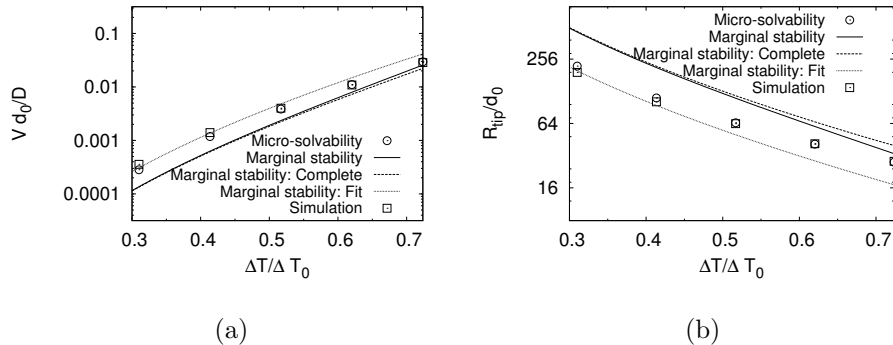 0.1
0.01
0.001
0.0001
V d0/D
0.3 0.4 0.5 0.6 0.7
ΔT/Δ T0
Micro-solvability
Marginal stability
Marginal stability: Complete
Marginal stability: Fit
Simulation
(a)
256
64
16
Rtip/d0
0.3 0.4 0.5 0.6 0.7
ΔT/Δ T0
Micro-solvability
Marginal stability
Marginal stability: Complete
Marginal stability: Fit
Simulation
(b)